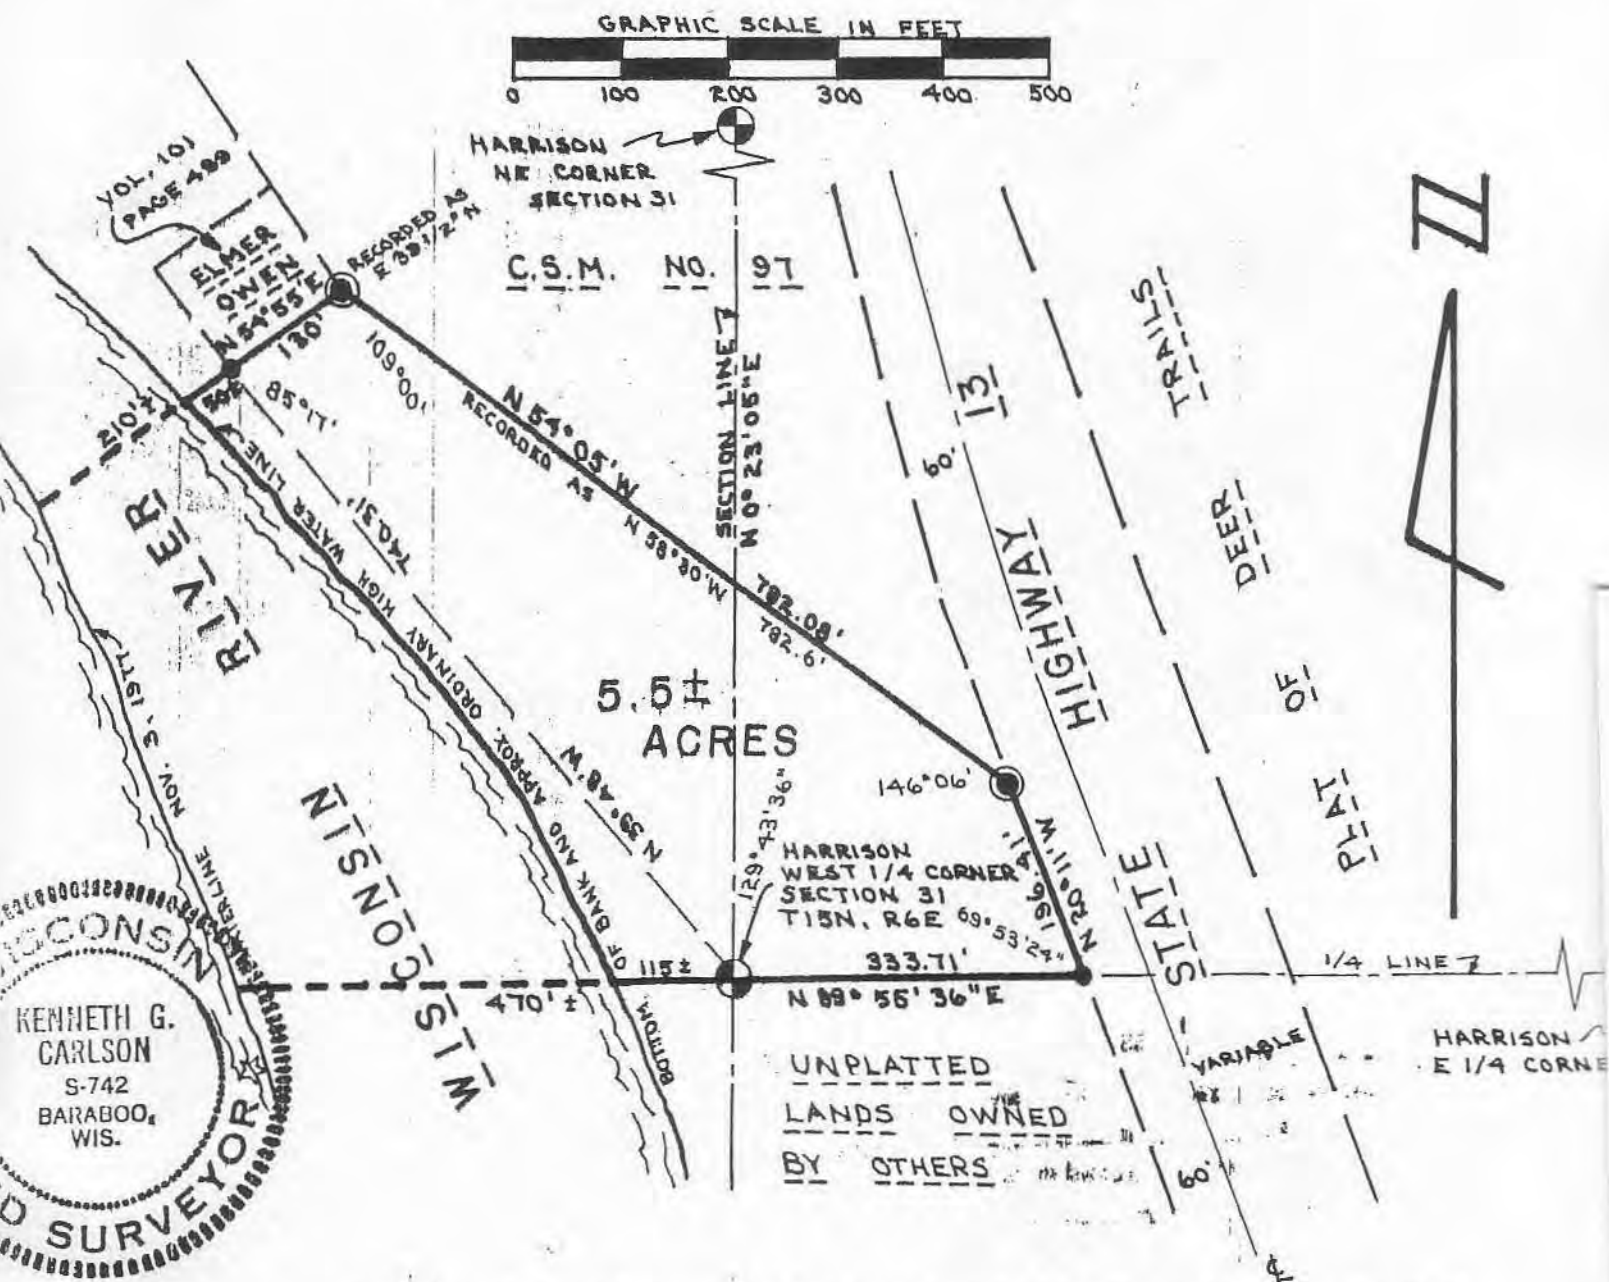 GRAPHIC SCALE IN FEET
0 100 200 300 400 500
HARRISON
NE CORNER
SECTION 31
VOL. 101
PAGE 489
ELMER
OWEN
N 54°55'E
130'
50'±
210'±
RECORDED AS
C.S.M. NO. 97
109°00'
85°17'
N 54°05' W
RECORDED AS N 58°02' W
792.08'
792.6'
SECTION LINE
N 0° 23' 05" E
740.31'
N 39°48' W
BOTTOM OF BANK AND APPROX. ORDINARY HIGH WATER LINE
WISCONSIN RIVER
WATERLINE NOV. 3, 1977
5.5±
ACRES
60'
STATE HIGHWAY 13
PLAT OF DEER TRAILS
146°06'
196.41'
N 20°11' W
129°43'36"
HARRISON
WEST 1/4 CORNER
SECTION 31
T15N, R6E
69°53'24"
470'±
115±
333.71'
N 89° 55' 36" E
1/4 LINE
HARRISON
E 1/4 CORNE
UNPLATTED
LANDS OWNED
BY OTHERS
VARIABLE
60'
ISCONSIN
KENNETH G.
CARLSON
S-742
BARABOO,
WIS.
D SURVEYOR